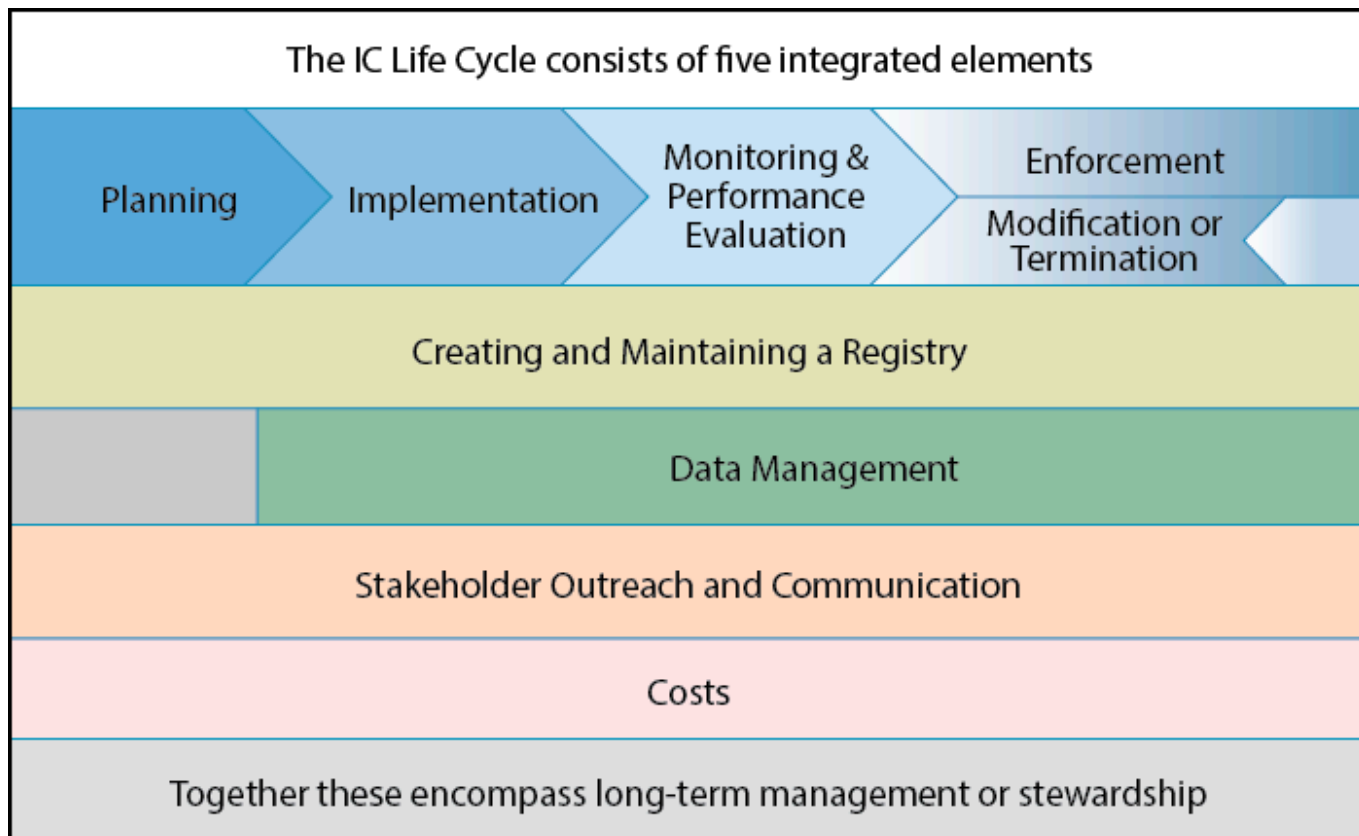 The IC Life Cycle consists of five integrated elements
Planning
Implementation
Monitoring &
Performance
Evaluation
Enforcement
Modification or
Termination
Creating and Maintaining a Registry
Data Management
Stakeholder Outreach and Communication
Costs
Together these encompass long-term management or stewardship